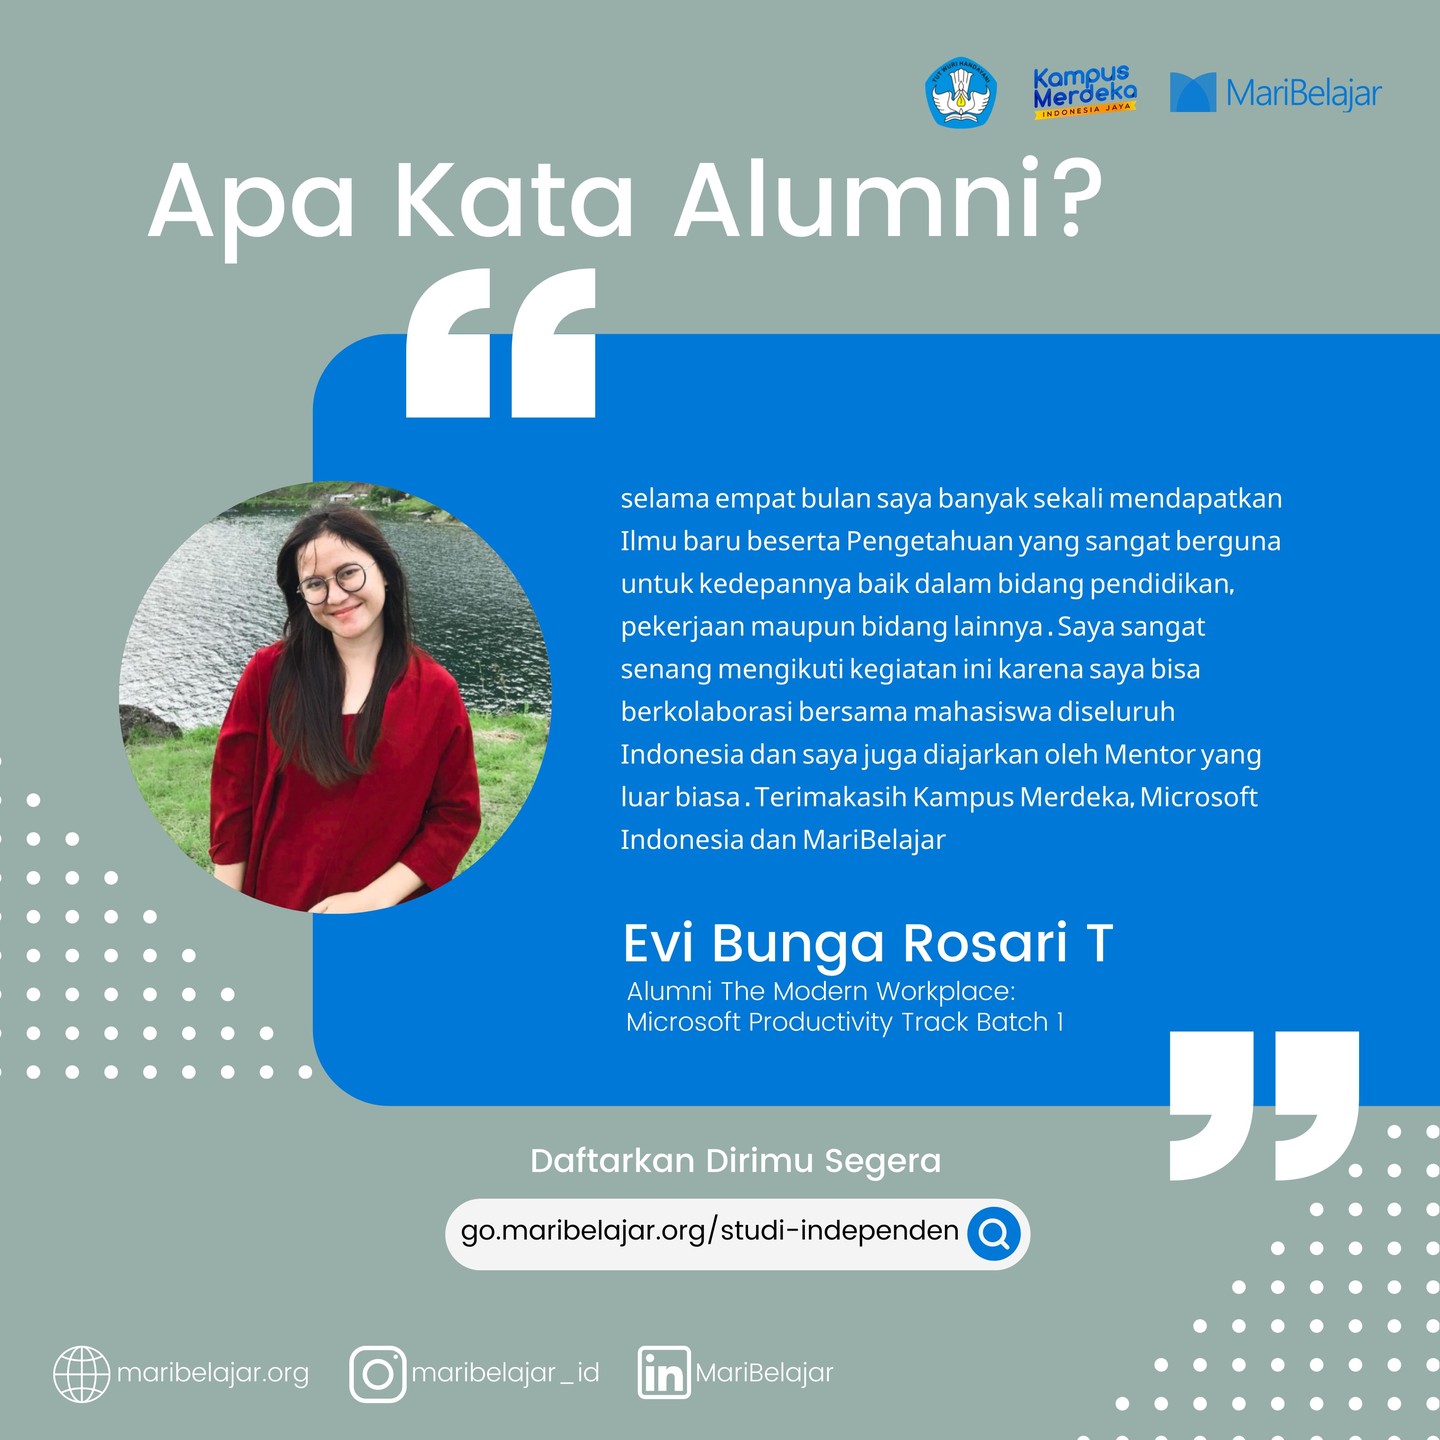 TUT WURI HANDAYANI
Kampus
Merdeka
INDONESIA JAYA
MariBelajar
Apa Kata Alumni?
selama empat bulan saya banyak sekali mendapatkan
Ilmu baru beserta Pengetahuan yang sangat berguna
untuk kedepannya baik dalam bidang pendidikan,
pekerjaan maupun bidang lainnya . Saya sangat
senang mengikuti kegiatan ini karena saya bisa
berkolaborasi bersama mahasiswa diseluruh
Indonesia dan saya juga diajarkan oleh Mentor yang
luar biasa . Terimakasih Kampus Merdeka, Microsoft
Indonesia dan MariBelajar
Evi Bunga Rosari T
Alumni The Modern Workplace:
Microsoft Productivity Track Batch 1
Daftarkan Dirimu Segera
go.maribelajar.org/studi-independen
maribelajar.org
maribelajar_id
in MariBelajar